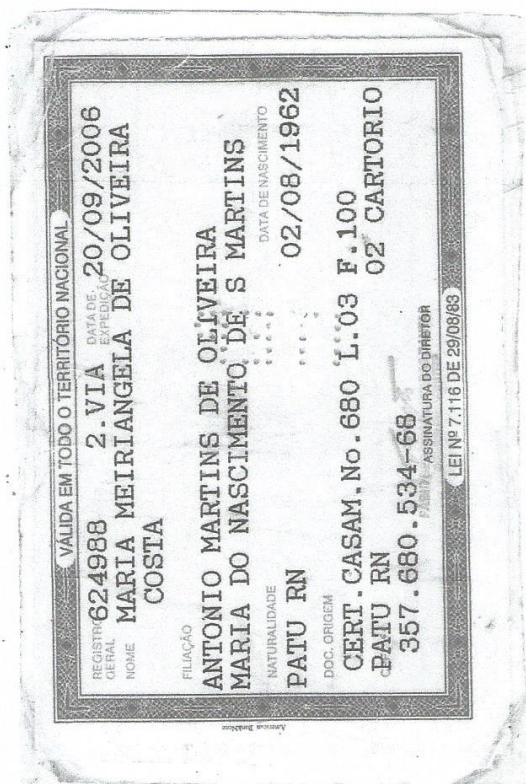 VÁLIDA EM TODO O TERRITÓRIO NACIONAL
REGISTRO GERAL 624988 2.VIA DATA DE EXPEDIÇÃO 20/09/2006
NOME MARIA MEIRIANGELA DE OLIVEIRA
COSTA
FILIAÇÃO
ANTONIO MARTINS DE OLIVEIRA
MARIA DO NASCIMENTO DE S MARTINS
NATURALIDADE DATA DE NASCIMENTO
PATU RN 02/08/1962
DOC. ORIGEM
CERT.CASAM.No.680 L.03 F.100
PATU RN 02 CARTORIO
357.680.534-68
ASSINATURA DO DIRETOR
LEI Nº 7.116 DE 29/08/83